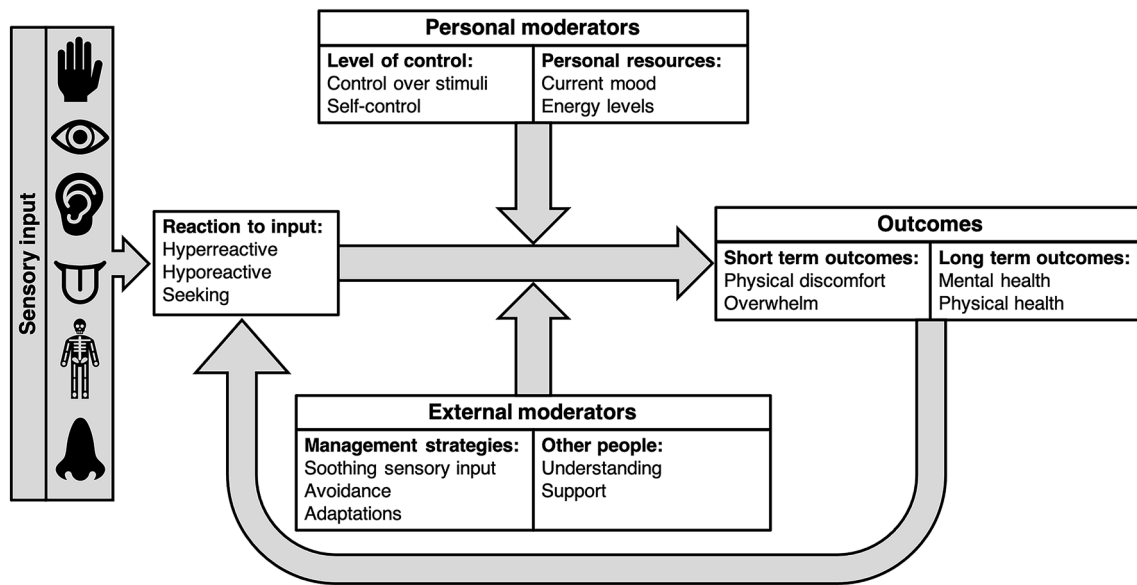 Sensory input
Personal moderators
Level of control:
Control over stimuli
Self-control
Personal resources:
Current mood
Energy levels
Reaction to input:
Hyperreactive
Hyporeactive
Seeking
Outcomes
Short term outcomes:
Physical discomfort
Overwhelm
Long term outcomes:
Mental health
Physical health
External moderators
Management strategies:
Soothing sensory input
Avoidance
Adaptations
Other people:
Understanding
Support